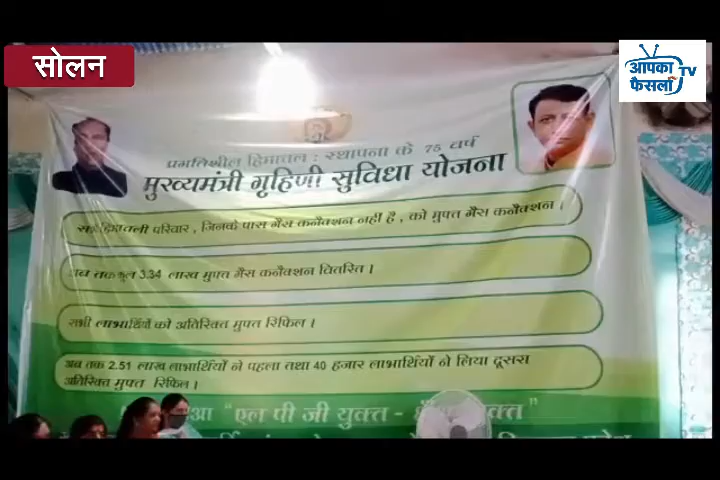 सोलन
आपका
फैसला TV
प्रगतिशील हिमाचल : स्थापना के 75 वर्ष
मुख्यमंत्री गृहिणी सुविधा योजना
परिवार , जिनके पास गैस कनैक्शन नहीं है , को मुफ्त गैस कनैक्शन ।
अब तक कुल 3.34 लाख मुफ्त गैस कनैक्शन वितरित ।
सभी लाभार्थियों को अतिरिक्त मुफ्त रिफिल ।
अब तक 2.51 लाख लाभार्थियों ने पहला तथा 40 हजार लाभार्थियों ने लिया दूसरा
अतिरिक्त मुफ्त रिफिल ।
"एल पी जी युक्त -